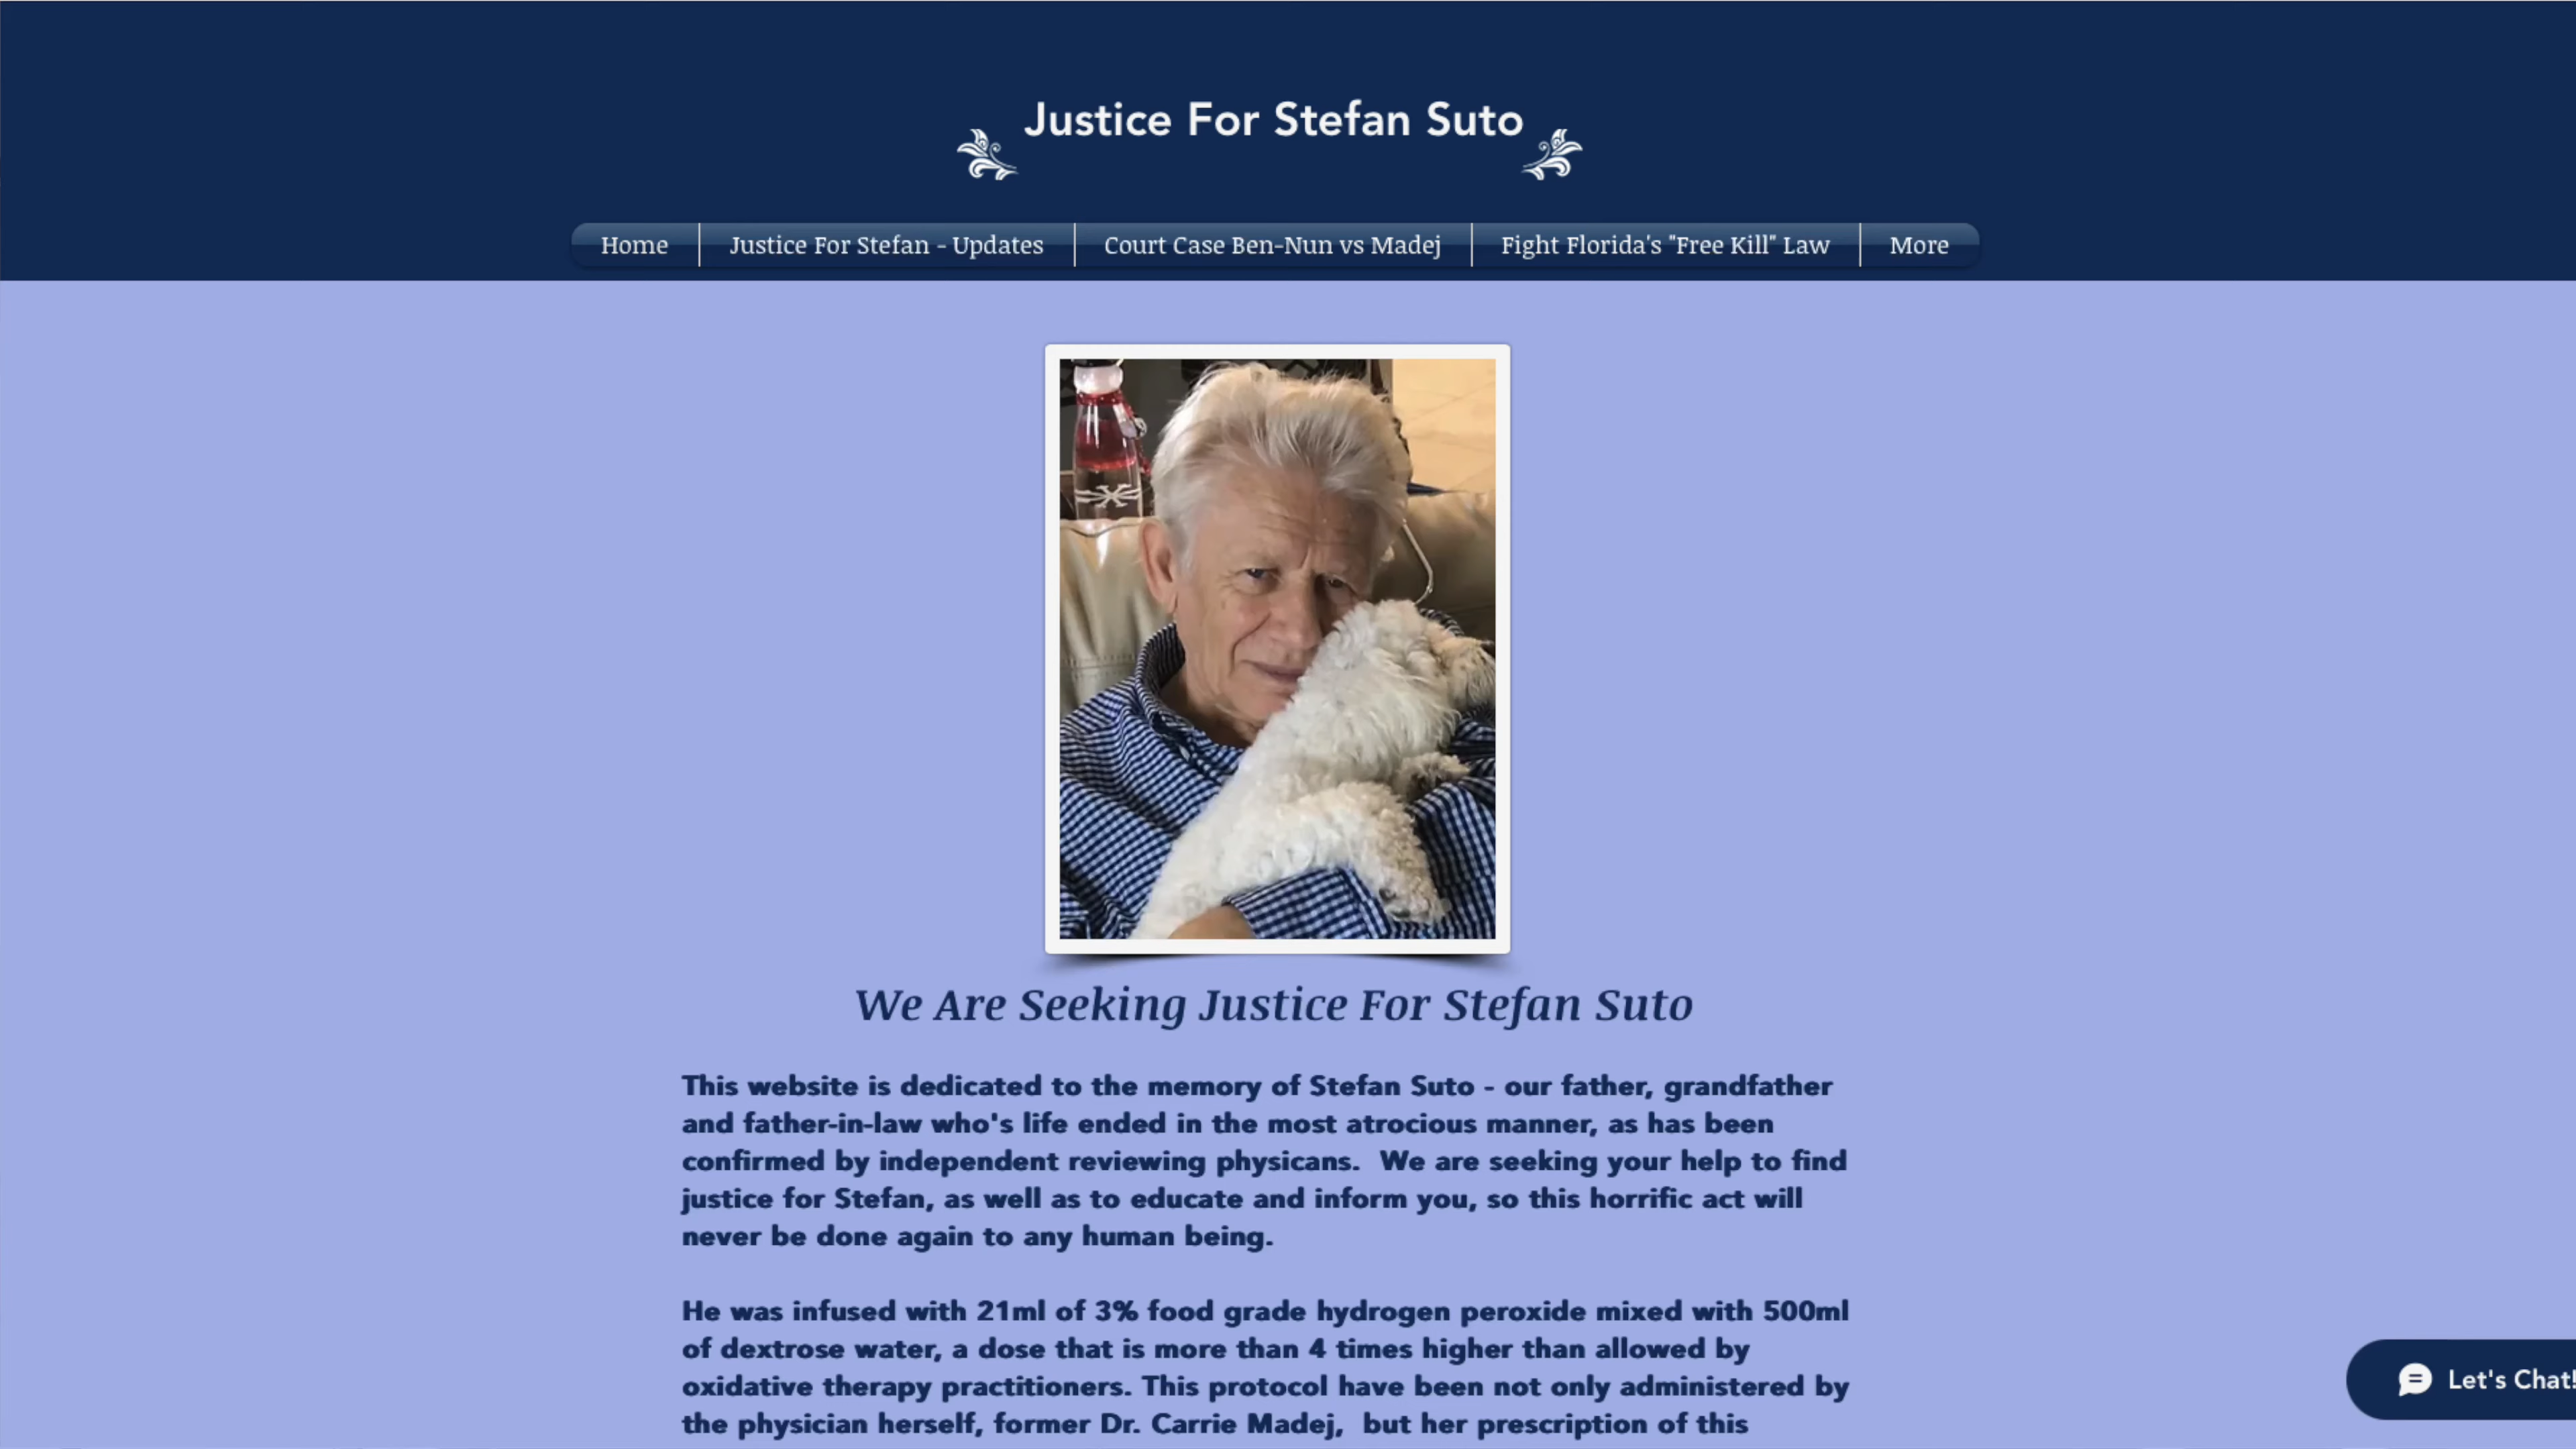 Justice For Stefan Suto
Home
Justice For Stefan - Updates
Court Case Ben-Nun vs Madej
Fight Florida's "Free Kill" Law
More
We Are Seeking Justice For Stefan Suto
This website is dedicated to the memory of Stefan Suto - our father, grandfather
and father-in-law who's life ended in the most atrocious manner, as has been
confirmed by independent reviewing physicans.  We are seeking your help to find
justice for Stefan, as well as to educate and inform you, so this horrific act will
never be done again to any human being.
He was infused with 21ml of 3% food grade hydrogen peroxide mixed with 500ml
of dextrose water, a dose that is more than 4 times higher than allowed by
oxidative therapy practitioners. This protocol have been not only administered by
the physician herself, former Dr. Carrie Madej,  but her prescription of this
Let's Chat!